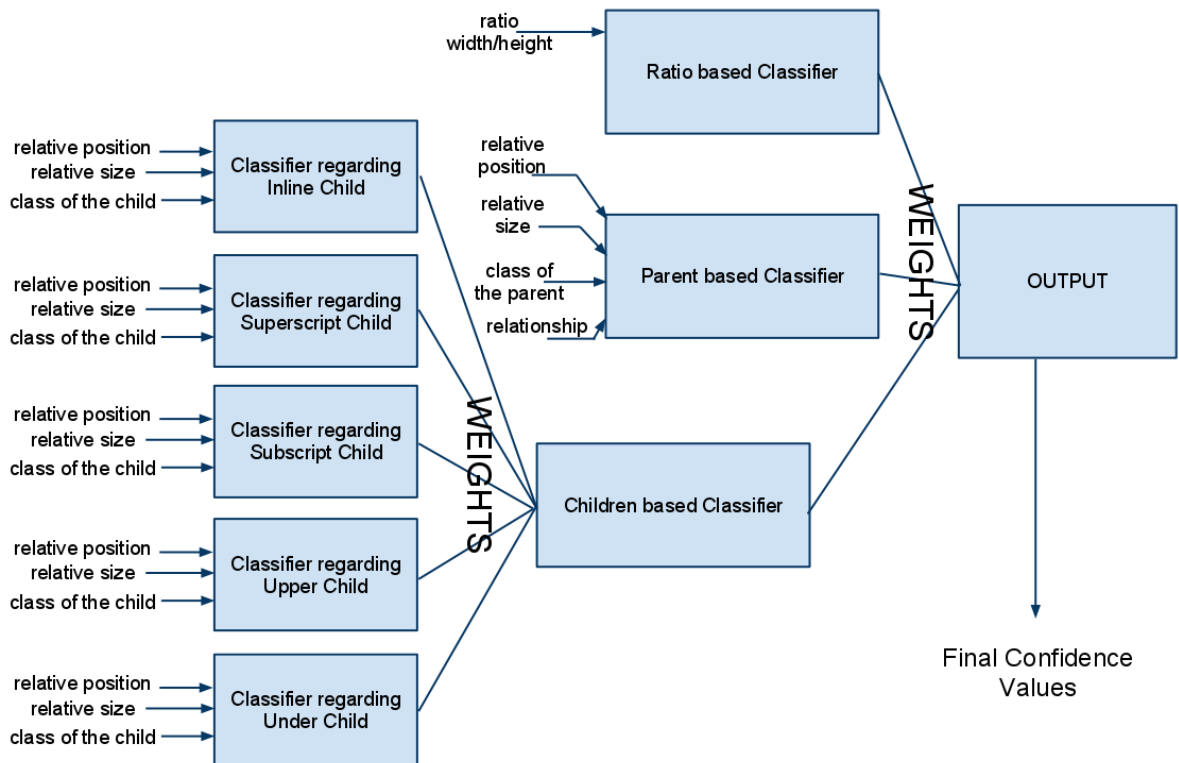 ratio
width/height
Ratio based Classifier
relative position
relative size
class of the child
Classifier regarding
Inline Child
relative
position
relative
size
class of
the parent
relationship
Parent based Classifier
WEIGHTS
OUTPUT
relative position
relative size
class of the child
Classifier regarding
Superscript Child
relative position
relative size
class of the child
Classifier regarding
Subscript Child
WEIGHTS
Children based Classifier
relative position
relative size
class of the child
Classifier regarding
Upper Child
relative position
relative size
class of the child
Classifier regarding
Under Child
Final Confidence
Values